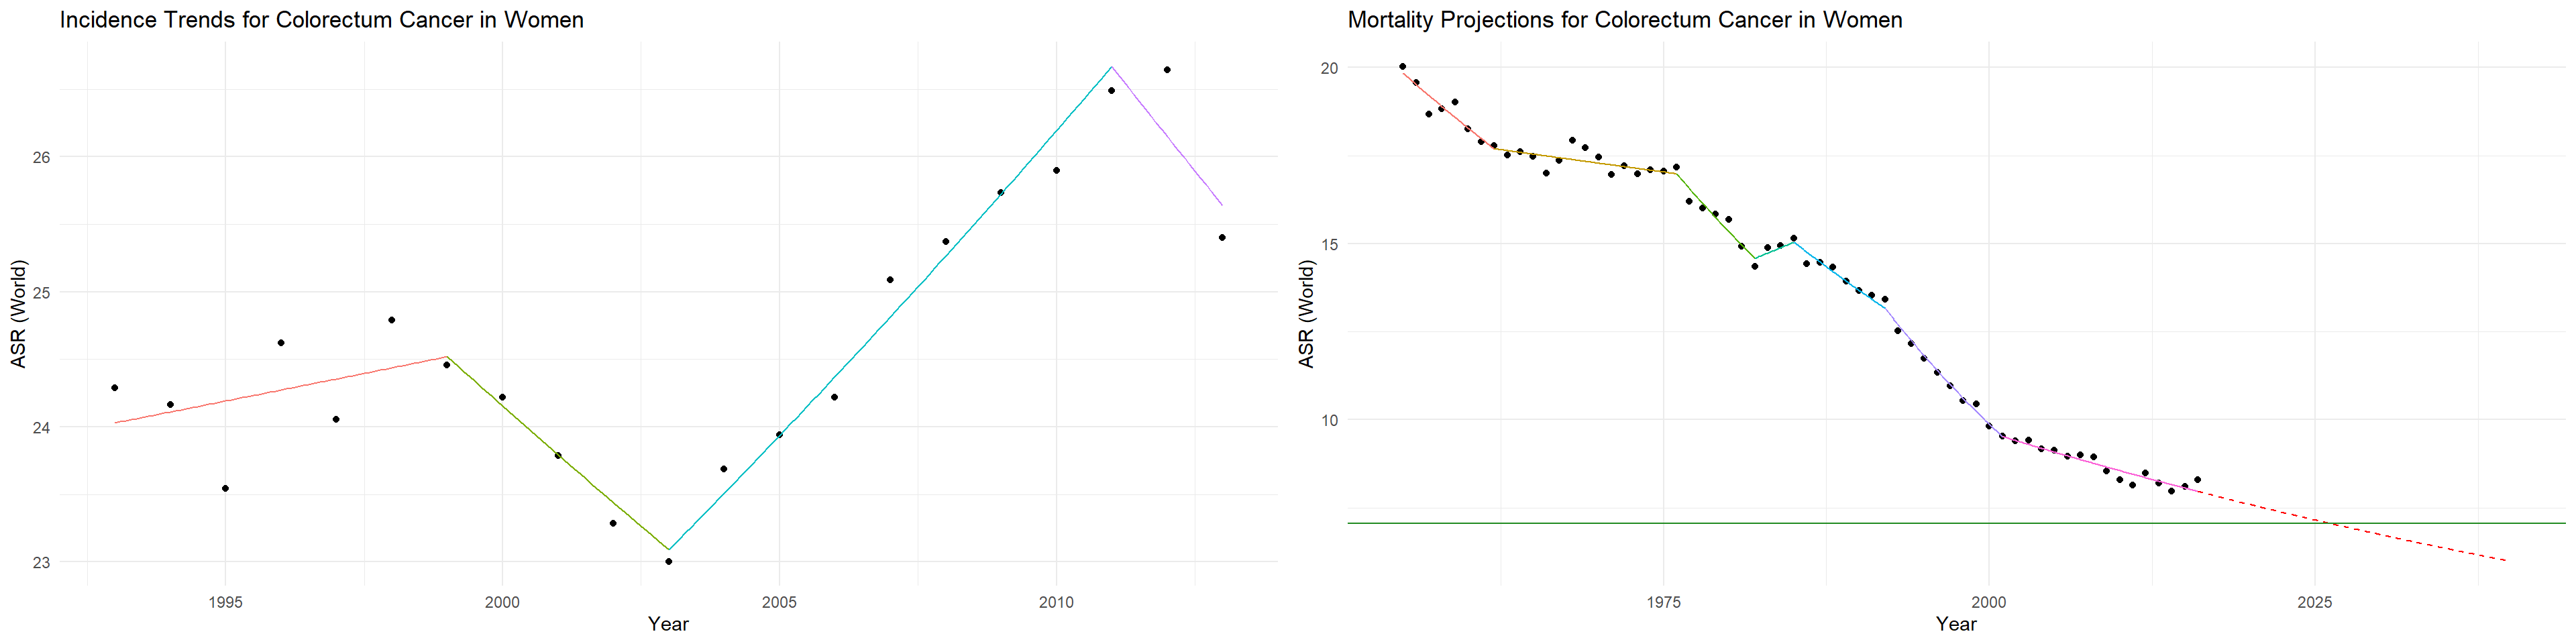 Incidence Trends for Colorectum Cancer in Women
ASR (World)
26
25
24
23
1995 2000 2005 2010
Year
Mortality Projections for Colorectum Cancer in Women
ASR (World)
20
15
10
1975 2000 2025
Year